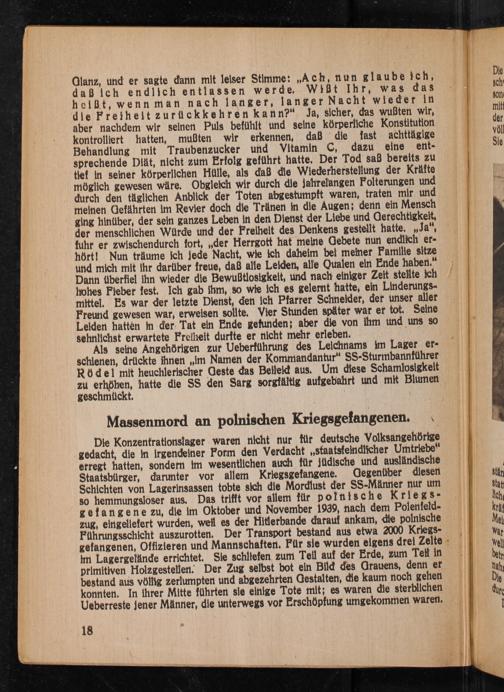 Glanz, und er sagte dann mit leiser Stimme: „Ach, nun glaube ich,
daß ich endlich entlassen werde. Wißt Ihr, was das
heißt, wenn man nach langer, langer Nacht wieder in
die Freiheit zurückkehren kann?“ Ja, sicher, das wußten wir,
aber nachdem wir seinen Puls befühlt und seine körperliche Konstitution
kontrolliert hatten, mußten wir erkennen, daß die fast achttägige
Behandlung mit Traubenzucker und Vitamin C, dazu eine ent-
sprechende Diät, nicht zum Erfolg geführt hatte. Der Tod saß bereits zu
tief in seiner körperlichen Hülle, als daß die Wiederherstellung der Kräfte
möglich gewesen wäre. Obgleich wir durch die jahrelangen Folterungen und
durch den täglichen Anblick der Toten abgestumpft waren, traten mir und
meinen Gefährten im Revier doch die Tränen in die Augen; denn ein Mensch
ging hinüber, der sein ganzes Leben in den Dienst der Liebe und Gerechtigkeit,
der menschlichen Würde und der Freiheit des Denkens gestellt hatte. „Ja“,
fuhr er zwischendurch fort, „der Herrgott hat meine Gebete nun endlich er-
hört! Nun träume ich jede Nacht, wie ich daheim bei meiner Familie sitze
und mich mit ihr darüber freue, daß alle Leiden, alle Qualen ein Ende haben.“
Dann überfiel ihn wieder die Bewußtlosigkeit, und nach einiger Zeit stellte ich
hohes Fieber fest. Ich gab ihm, so wie ich es gelernt hatte, ein Linderungs-
mittel. Es war der letzte Dienst, den ich Pfarrer Schneider, der unser aller
Freund gewesen war, erweisen sollte. Vier Stunden später war er tot. Seine
Leiden hatten in der Tat ein Ende gefunden; aber die von ihm und uns so
sehnlichst erwartete Freiheit durfte er nicht mehr erleben.
Als seine Angehörigen zur Ueberführung des Leichnams im Lager er-
schienen, drückte ihnen „im Namen der Kommandantur“ SS-Sturmbannführer
Rödel mit heuchlerischer Geste das Beileid aus. Um diese Schamlosigkeit
zu erhöhen, hatte die SS den Sarg sorgfältig aufgebahrt und mit Blumen
geschmückt.
Massenmord an polnischen Kriegsgefangenen.
Die Konzentrationslager waren nicht nur für deutsche Volksangehörige
gedacht, die in irgendeiner Form den Verdacht „staatsfeindlicher Umtriebe“
erregt hatten, sondern im wesentlichen auch für jüdische und ausländische
Staatsbürger, darunter vor allem Kriegsgefangene. Gegenüber diesen
Schichten von Lagerinsassen tobte sich die Mordlust der SS-Männer nur um
so hemmungsloser aus. Das trifft vor allem für polnische Kriegs-
gefangene zu, die im Oktober und November 1939, nach dem Polenfeld-
zug, eingeliefert wurden, weil es der Hitlerbande darauf ankam, die polnische
Führungsschicht auszurotten. Der Transport bestand aus etwa 2000 Kriegs-
gefangenen, Offizieren und Mannschaften. Für sie wurden eigens drei Zelte
im Lagergelände errichtet. Sie schliefen zum Teil auf der Erde, zum Teil in
primitiven Holzgestellen. Der Zug selbst bot ein Bild des Grauens, denn er
bestand aus völlig zerlumpten und abgezehrten Gestalten, die kaum noch gehen
konnten. In ihrer Mitte führten sie einige Tote mit; es waren die sterblichen
Ueberreste jener Männer, die unterwegs vor Erschöpfung umgekommen waren.
18